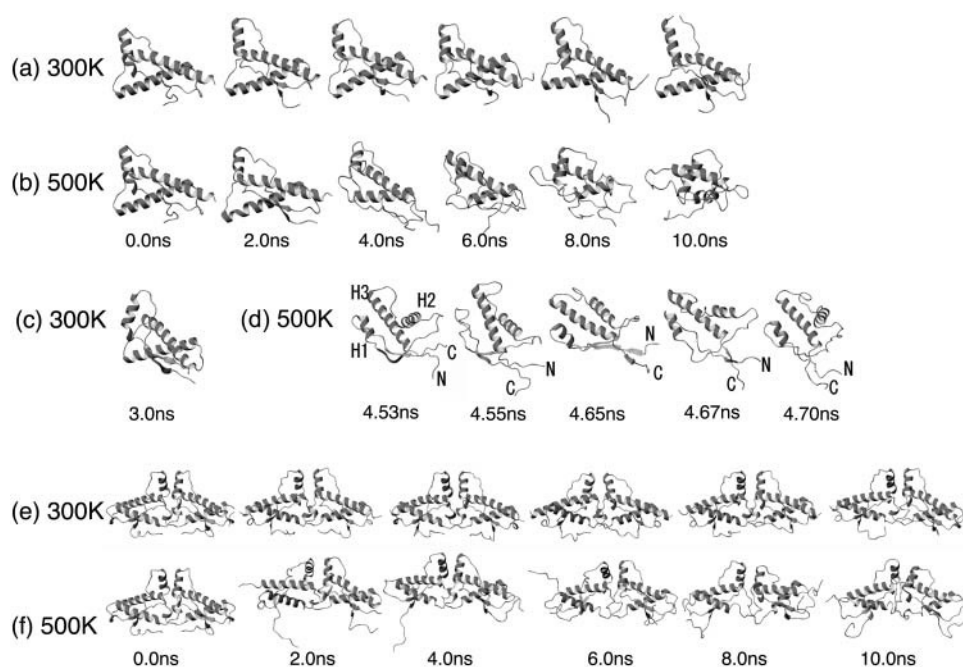 (a) 300K
(b) 500K
0.0ns 2.0ns 4.0ns 6.0ns 8.0ns 10.0ns
(c) 300K (d) 500K
H3 H2
H1
C N
C N
N C
N C
N C
3.0ns 4.53ns 4.55ns 4.65ns 4.67ns 4.70ns
(e) 300K
(f) 500K
0.0ns 2.0ns 4.0ns 6.0ns 8.0ns 10.0ns